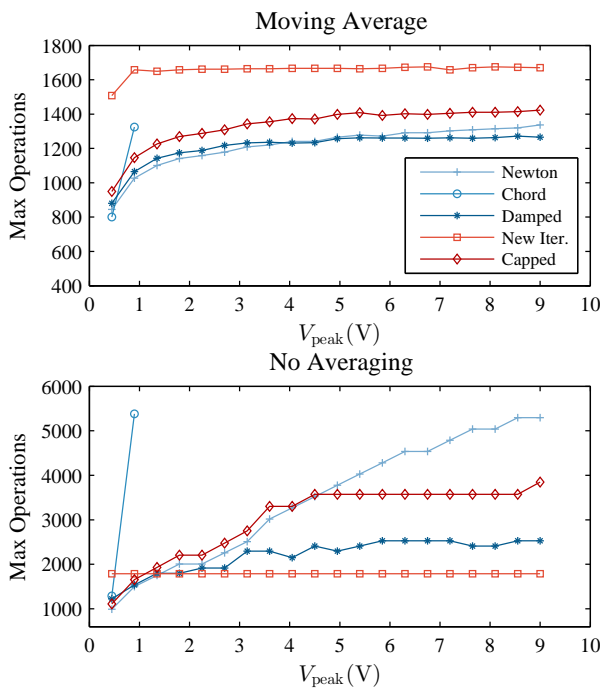 Moving Average
Max Operations
1800
1600
1400
1200
1000
800
600
400
Newton
Chord
Damped
New Iter.
Capped
0 1 2 3 4 5 6 7 8 9 10
V_peak (V)
No Averaging
Max Operations
6000
5000
4000
3000
2000
1000
0 1 2 3 4 5 6 7 8 9 10
V_peak (V)